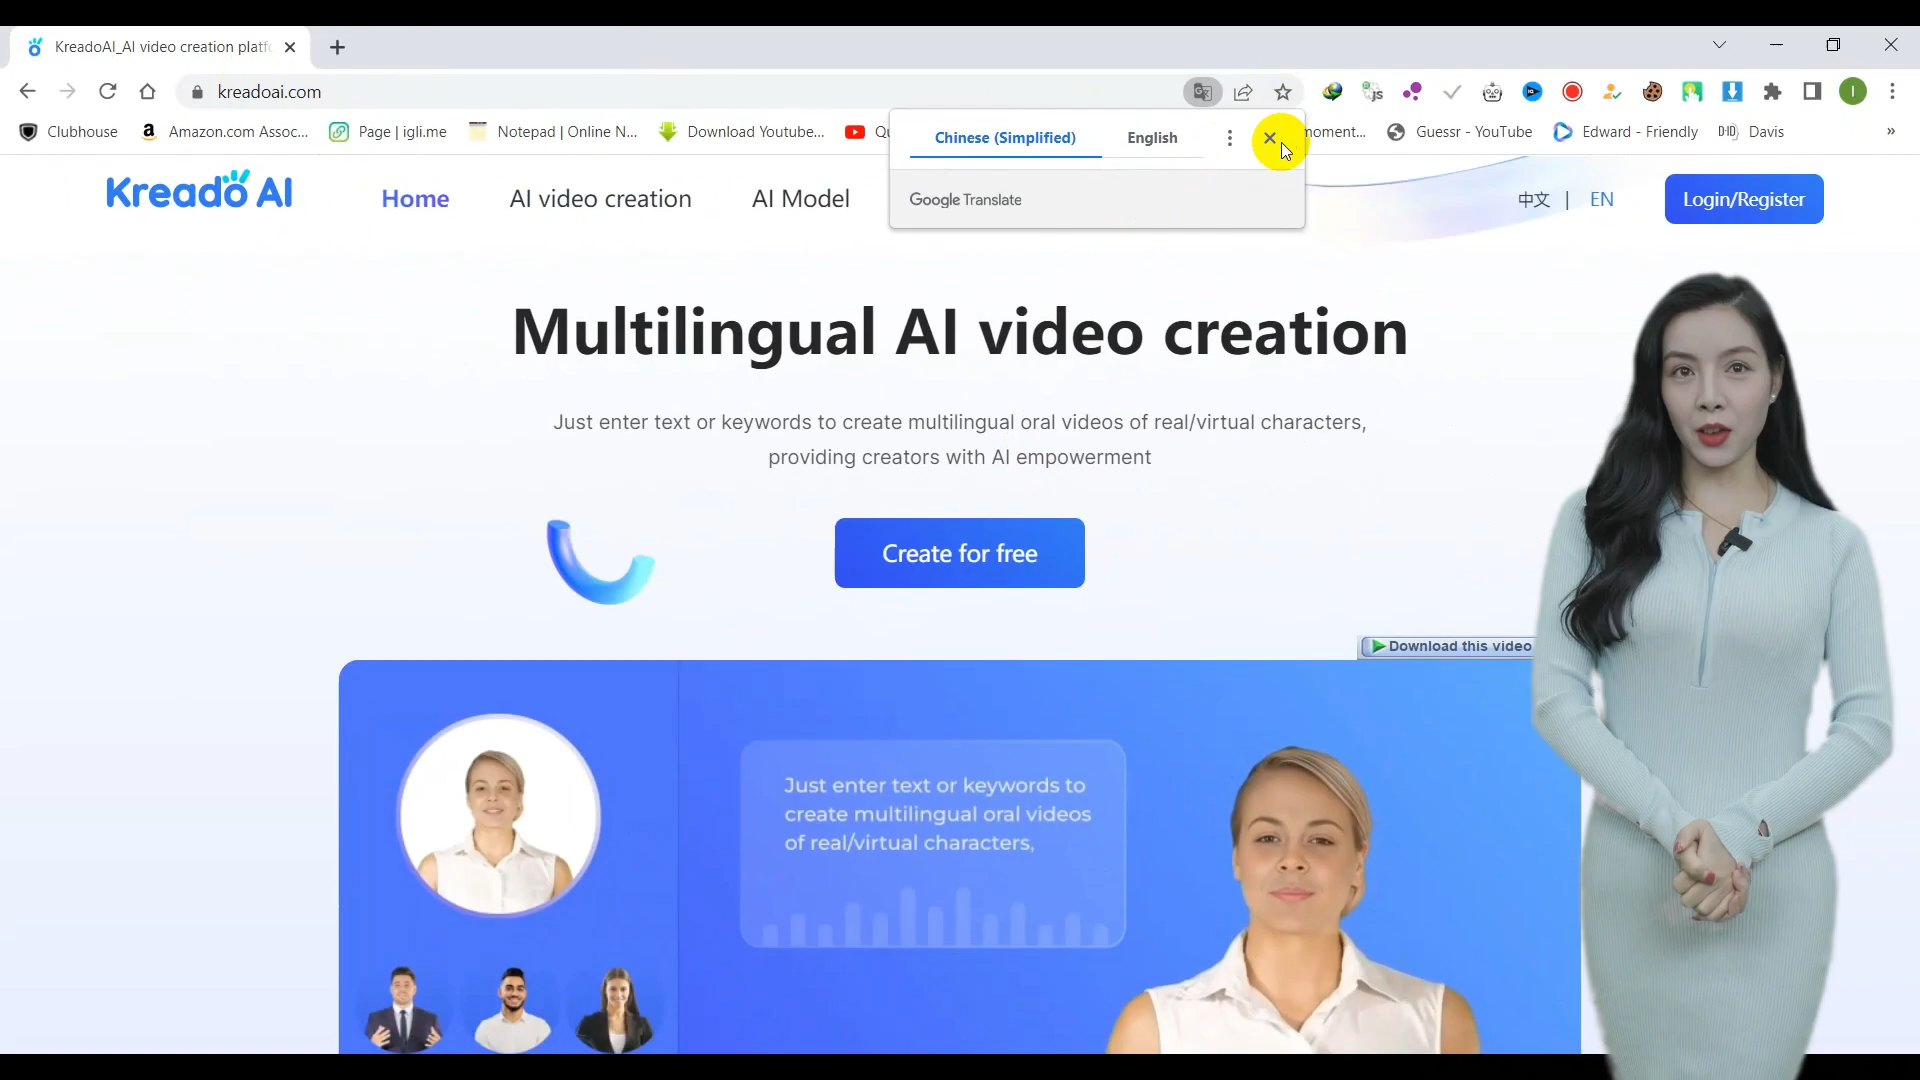 KreadoAI_AI video creation platfo
kreadoai.com
Clubhouse
Amazon.com Assoc...
Page | igli.me
Notepad | Online N...
Download Youtube...
moment...
Guessr - YouTube
Edward - Friendly
D-ID
Davis
»
Chinese (Simplified)
English
Google Translate
Kreado AI
Home
AI video creation
AI Model
中文 | EN
Login/Register
Multilingual AI video creation
Just enter text or keywords to create multilingual oral videos of real/virtual characters,
providing creators with AI empowerment
Create for free
Download this video
Just enter text or keywords to
create multilingual oral videos
of real/virtual characters,